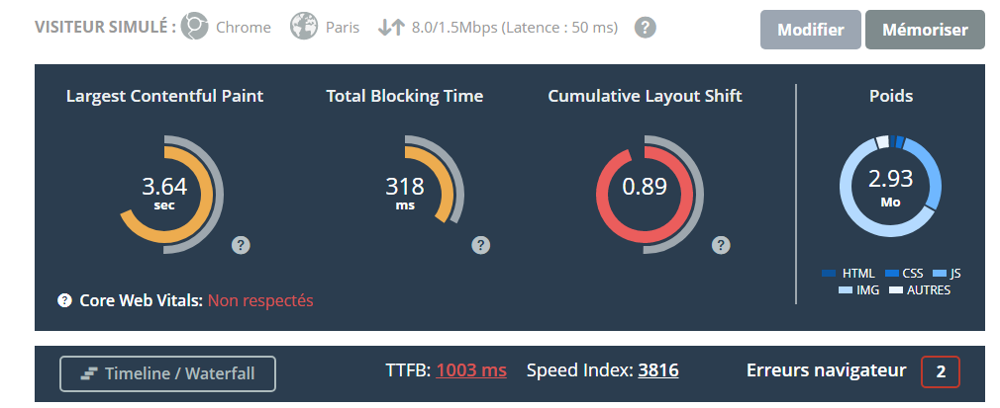 VISITEUR SIMULÉ : Chrome Paris 8.0/1.5Mbps (Latence : 50 ms) ? Modifier Mémoriser
Largest Contentful Paint Total Blocking Time Cumulative Layout Shift Poids
3.64 318 0.89 2.93
sec ms Mo
? ? ?
HTML CSS JS
IMG AUTRES
? Core Web Vitals: Non respectés
Timeline / Waterfall TTFB: 1003 ms Speed Index: 3816 Erreurs navigateur 2